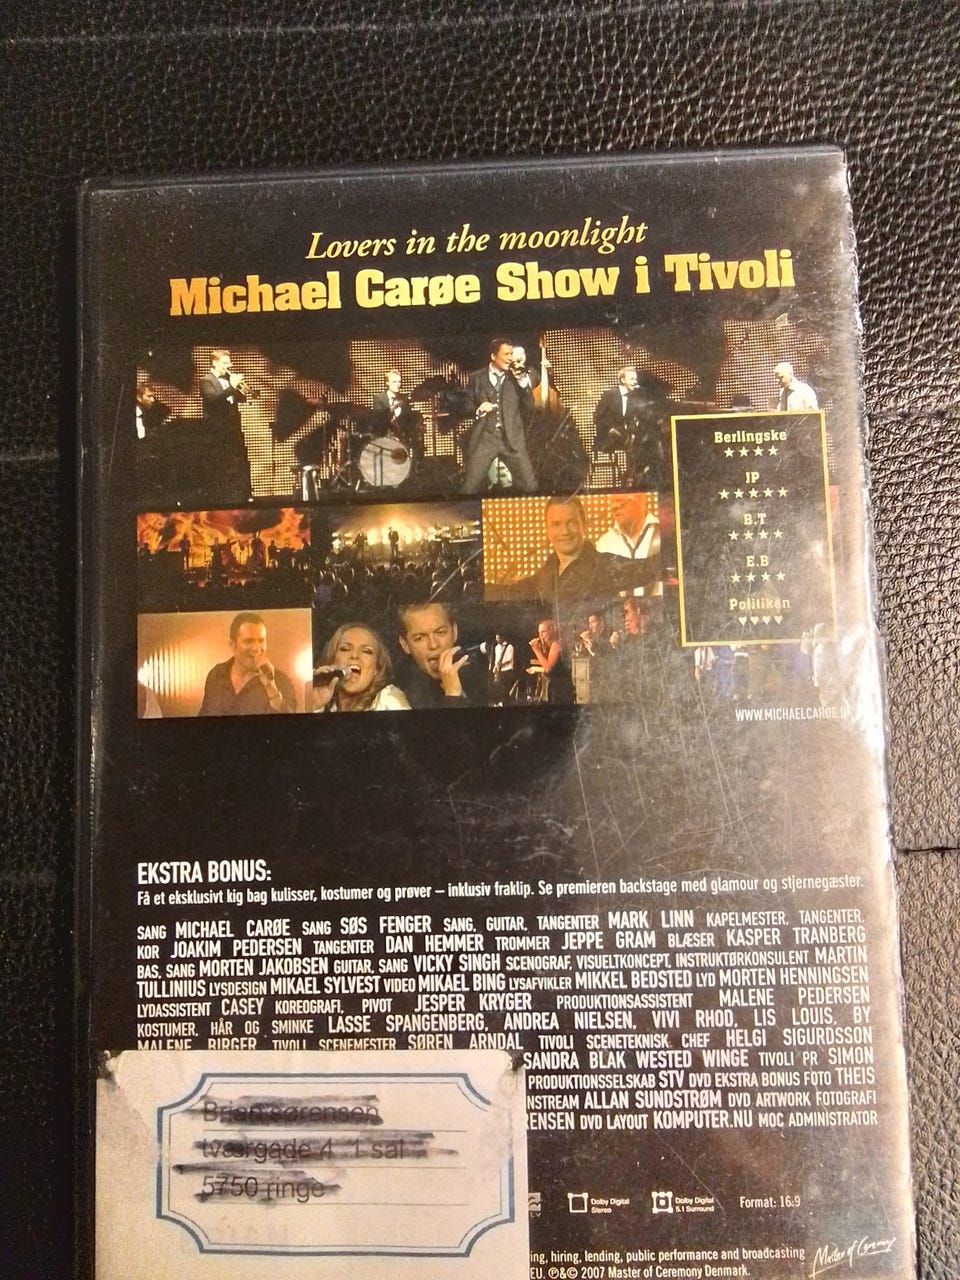 Lovers in the moonlight
Michael Carøe Show i Tivoli
Berlingske
★★★★
JP
★★★★★
B.T
★★★★
E.B
★★★★
Politiken
♥♥♥♥
WWW.MICHAELCAROE.D
EKSTRA BONUS:
Få et eksklusivt kig bag kulisser, kostumer og prøver – inklusiv fraklip. Se premieren backstage med glamour og stjernegæster.
SANG MICHAEL CARØE SANG SØS FENGER SANG, GUITAR, TANGENTER MARK LINN KAPELMESTER, TANGENTER,
KOR JOAKIM PEDERSEN TANGENTER DAN HEMMER TROMMER JEPPE GRAM BLÆSER KASPER TRANBERG
BAS, SANG MORTEN JAKOBSEN GUITAR, SANG VICKY SINGH SCENOGRAF, VISUELTKONCEPT, INSTRUKTØRKONSULENT MARTIN
TULLINIUS LYSDESIGN MIKAEL SYLVEST VIDEO MIKAEL BING LYSAFVIKLER MIKKEL BEDSTED LYD MORTEN HENNINGSEN
LYDASSISTENT CASEY KOREOGRAFI, PIVOT JESPER KRYGER PRODUKTIONSASSISTENT MALENE PEDERSEN
KOSTUMER, HÅR OG SMINKE LASSE SPANGENBERG, ANDREA NIELSEN, VIVI RHOD, LIS LOUIS, BY
MALENE BIRGER TIVOLI SCENEMESTER SØREN ARNDAL TIVOLI SCENETEKNISK CHEF HELGI SIGURDSSON
SANDRA BLAK WESTED WINGE TIVOLI PR SIMON
PRODUKTIONSSELSKAB STV DVD EKSTRA BONUS FOTO THEIS
NSTREAM ALLAN SUNDSTRØM DVD ARTWORK FOTOGRAFI
RENSEN DVD LAYOUT KOMPUTER.NU MOC ADMINISTRATOR
Dolby Digital Stereo
Dolby Digital 5.1 Surround
Format: 16:9
ing, hiring, lending, public performance and broadcasting
EU. ℗&© 2007 Master of Ceremony Denmark.
Master of Ceremony